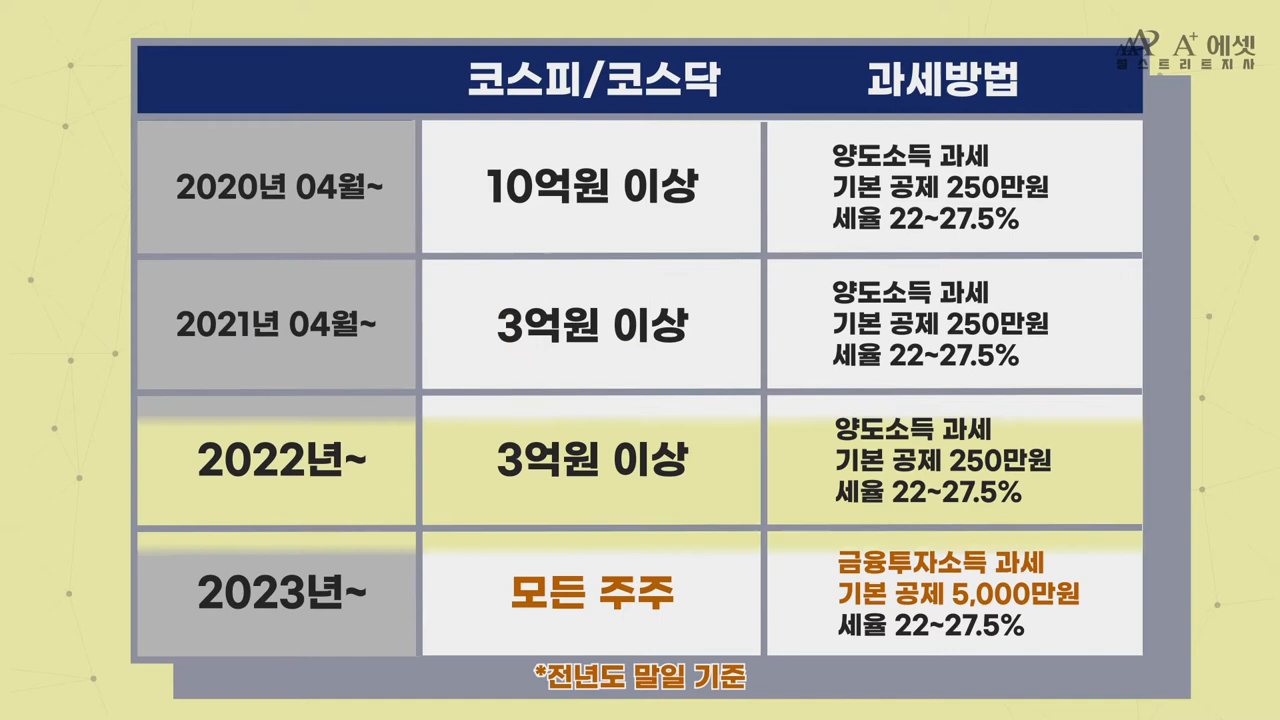 A⁺ 에셋
월스트리트지사
코스피/코스닥 과세방법
2020년 04월~
10억원 이상
양도소득 과세
기본 공제 250만원
세율 22~27.5%
2021년 04월~
3억원 이상
양도소득 과세
기본 공제 250만원
세율 22~27.5%
2022년~
3억원 이상
양도소득 과세
기본 공제 250만원
세율 22~27.5%
2023년~
모든 주주
금융투자소득 과세
기본 공제 5,000만원
세율 22~27.5%
*전년도 말일 기준